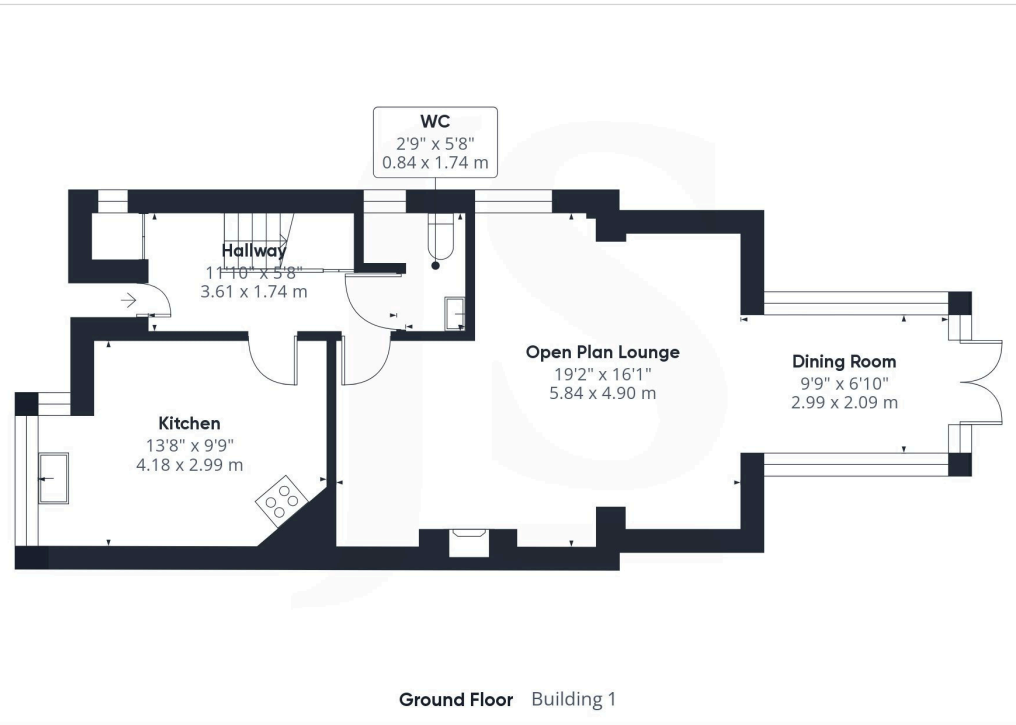 WC
2'9" x 5'8"
0.84 x 1.74 m
Hallway
11'10" x 5'8"
3.61 x 1.74 m
Open Plan Lounge
19'2" x 16'1"
5.84 x 4.90 m
Dining Room
9'9" x 6'10"
2.99 x 2.09 m
Kitchen
13'8" x 9'9"
4.18 x 2.99 m
Ground Floor Building 1
JS